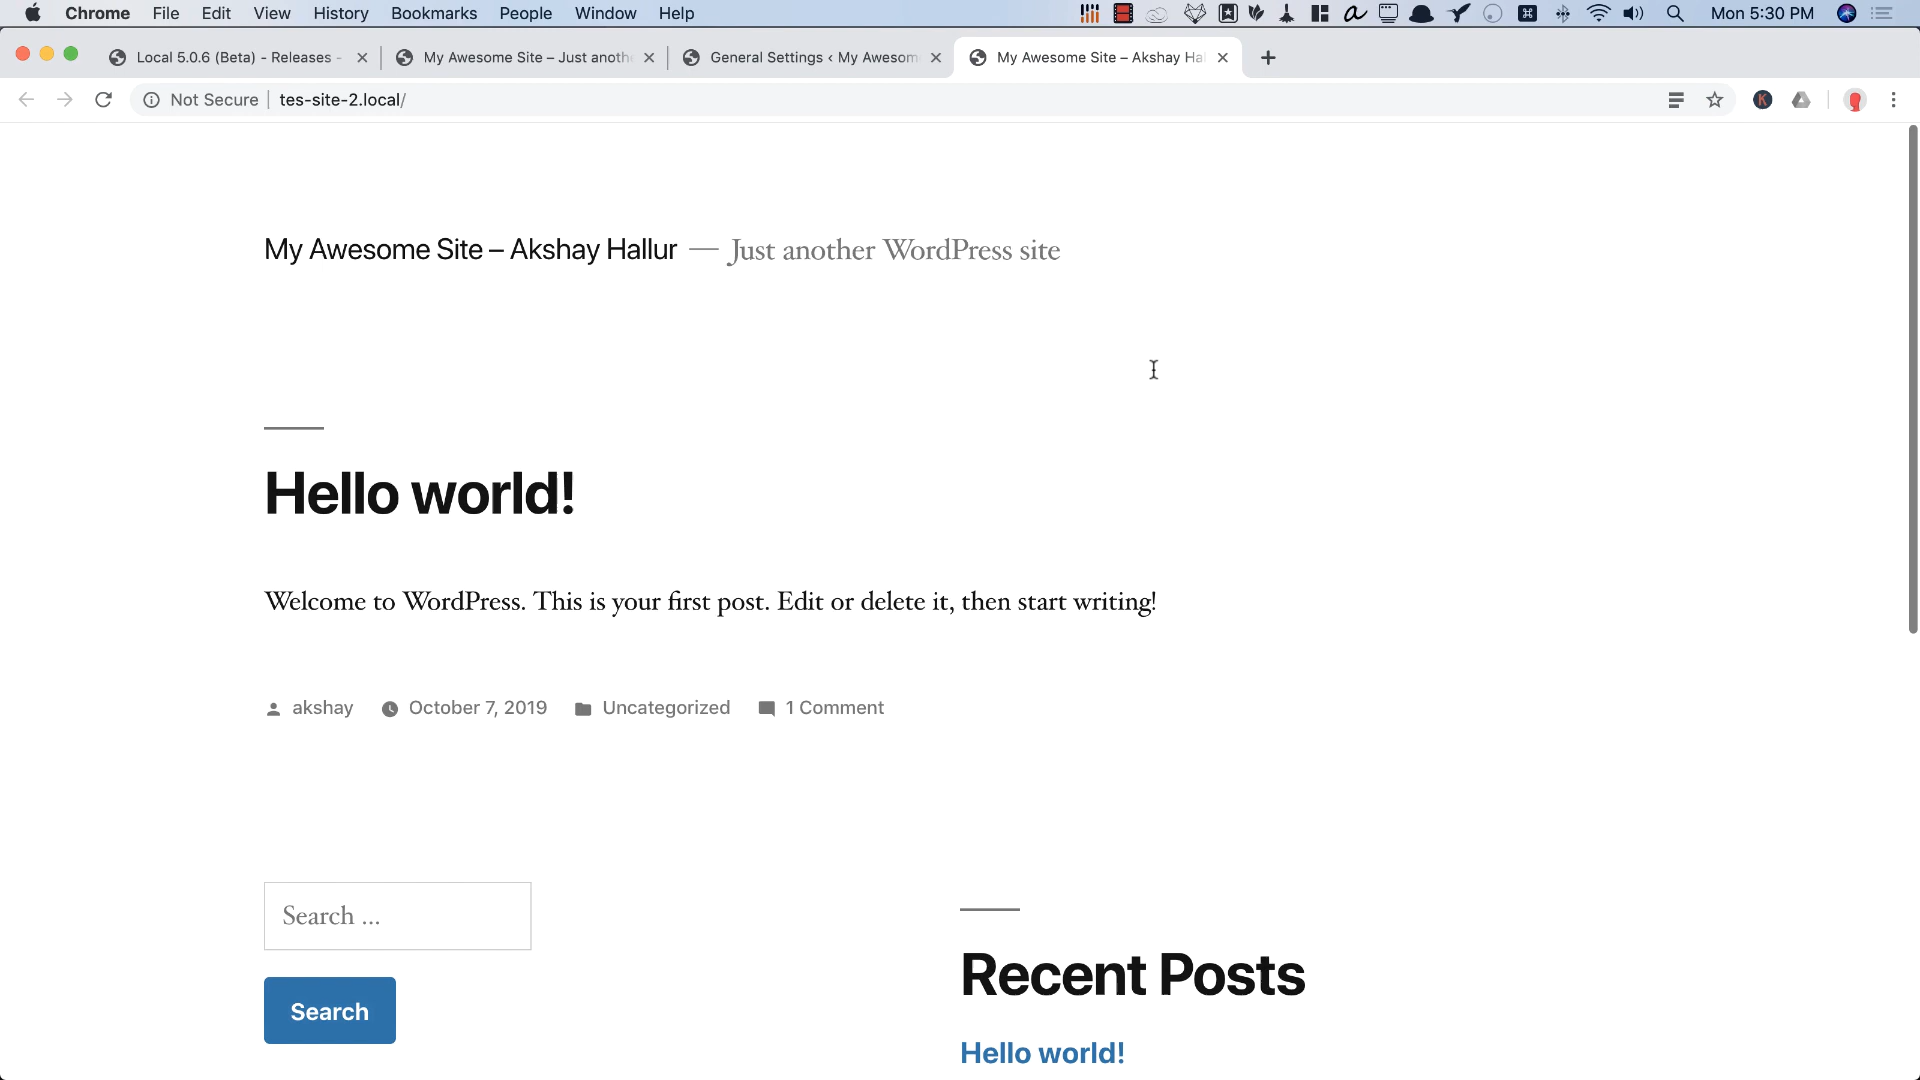 Chrome File Edit View History Bookmarks People Window Help Mon 5:30 PM
Local 5.0.6 (Beta) - Releases - My Awesome Site – Just anoth General Settings ‹ My Awesom My Awesome Site – Akshay Ha
Not Secure tes-site-2.local/ K
My Awesome Site – Akshay Hallur — Just another WordPress site
Hello world!
Welcome to WordPress. This is your first post. Edit or delete it, then start writing!
akshay October 7, 2019 Uncategorized 1 Comment
Search ...
Search
Recent Posts
Hello world!